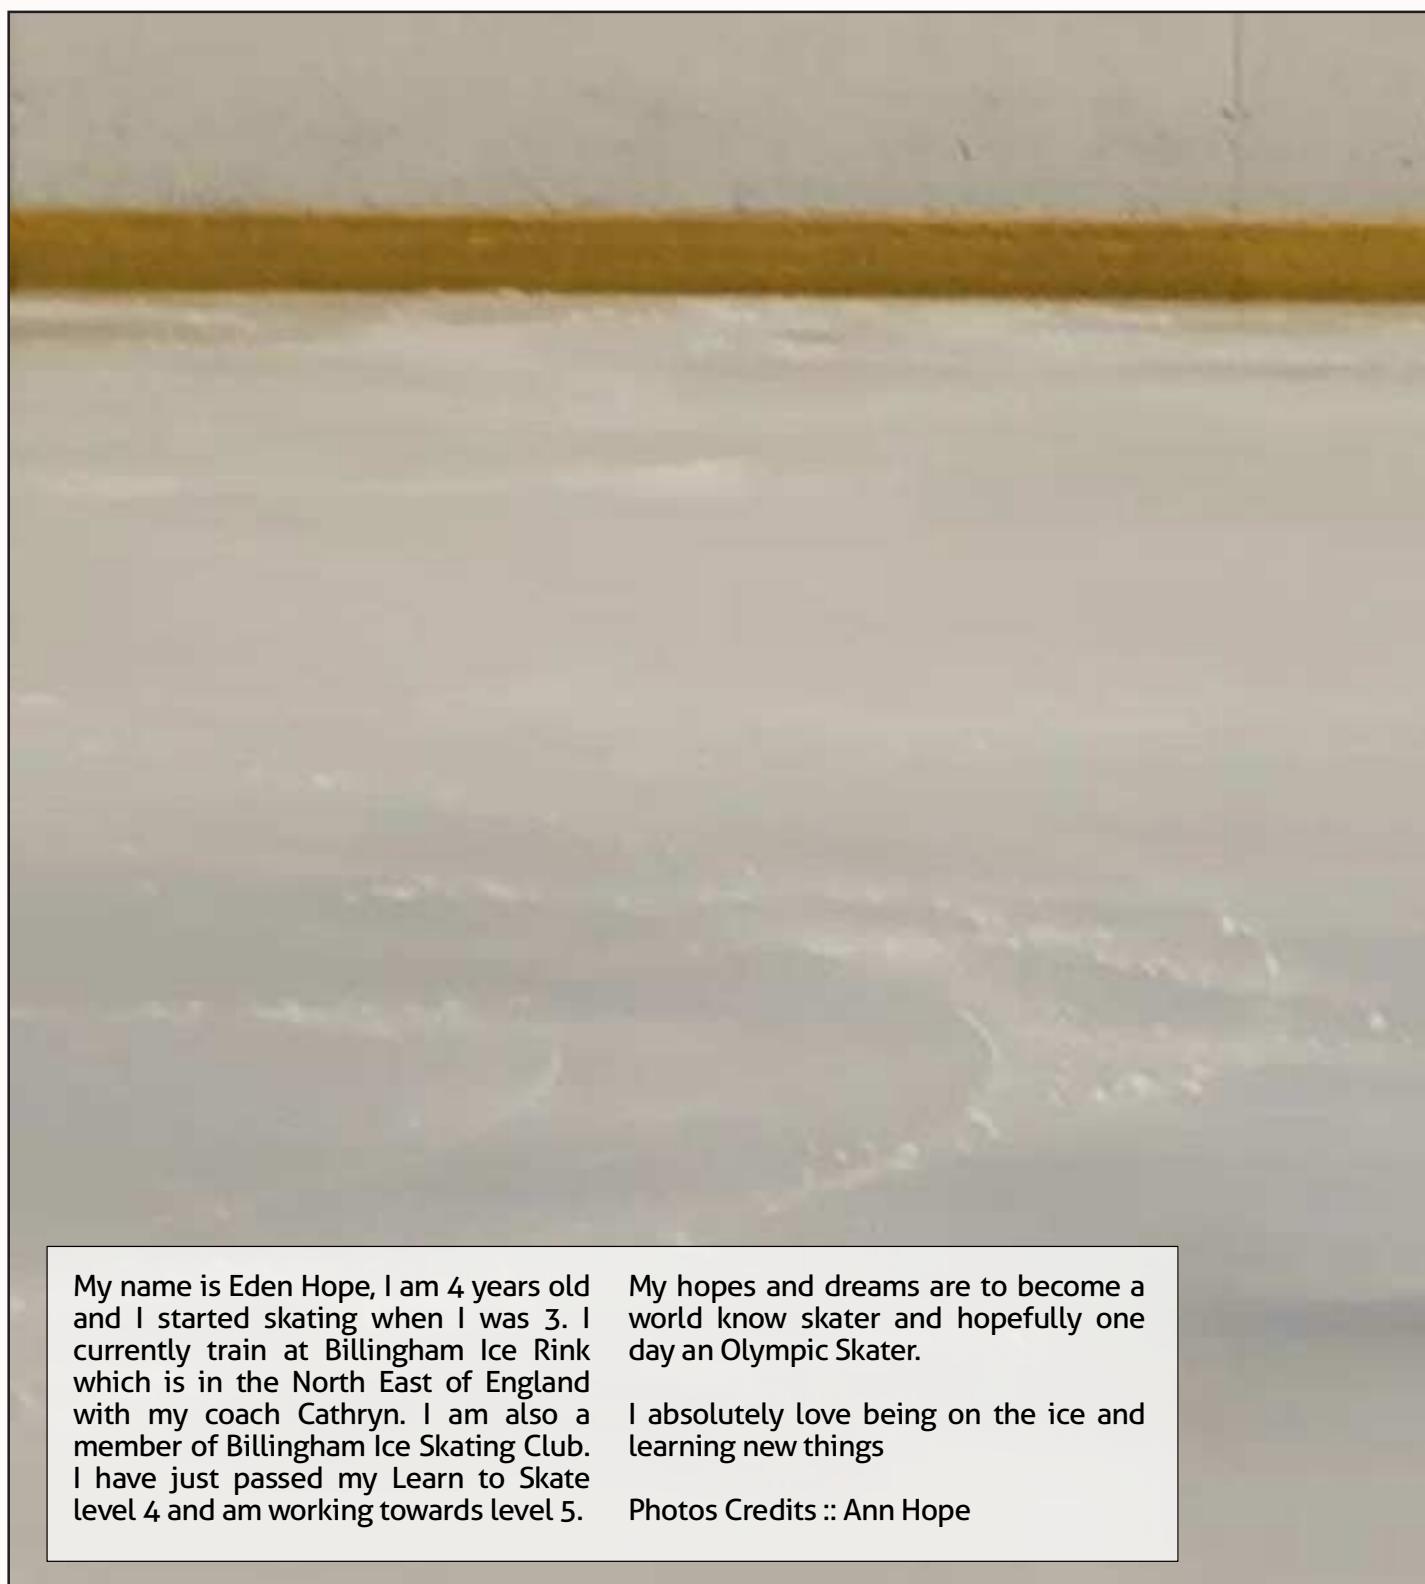 My name is Eden Hope, I am 4 years old
and I started skating when I was 3. I
currently train at Billingham Ice Rink
which is in the North East of England
with my coach Cathryn. I am also a
member of Billingham Ice Skating Club.
I have just passed my Learn to Skate
level 4 and am working towards level 5.
My hopes and dreams are to become a
world know skater and hopefully one
day an Olympic Skater.
I absolutely love being on the ice and
learning new things
Photos Credits :: Ann Hope